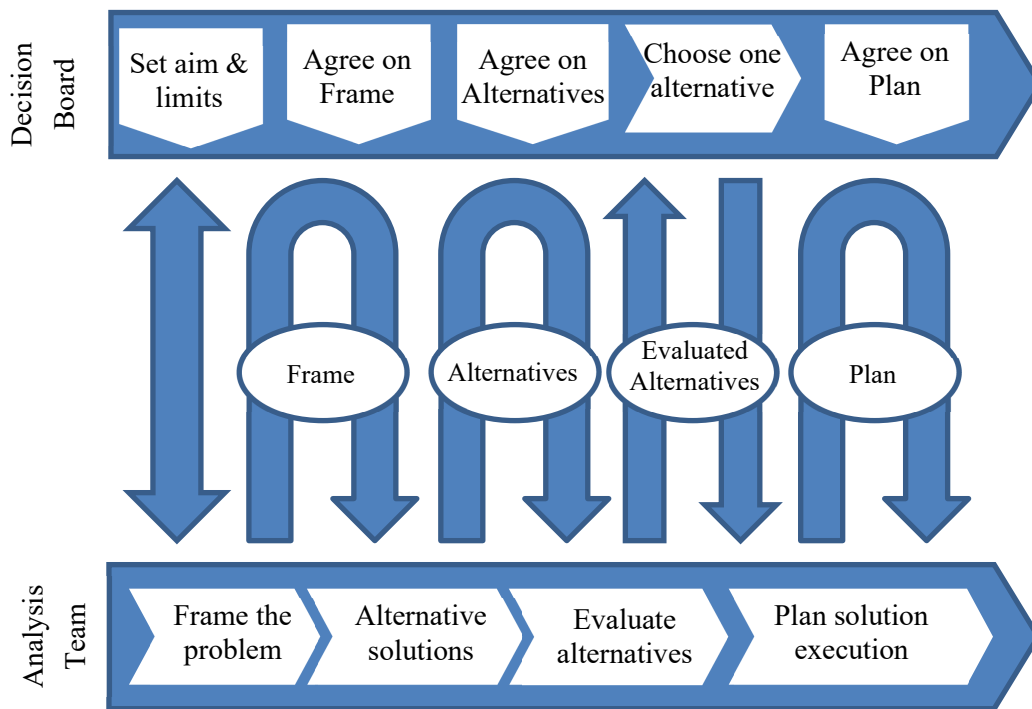 Decision
Board
Set aim &
limits
Agree on
Frame
Agree on
Alternatives
Choose one
alternative
Agree on
Plan
Frame
Alternatives
Evaluated
Alternatives
Plan
Analysis
Team
Frame the
problem
Alternative
solutions
Evaluate
alternatives
Plan solution
execution